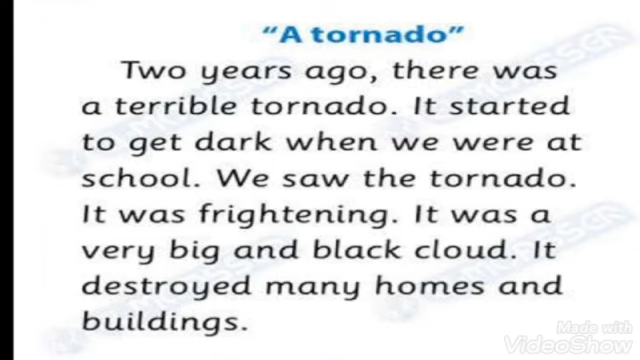 “A tornado”
Two years ago, there was
a terrible tornado. It started
to get dark when we were at
school. We saw the tornado.
It was frightening. It was a
very big and black cloud. It
destroyed many homes and
buildings.
Made with
VideoShow